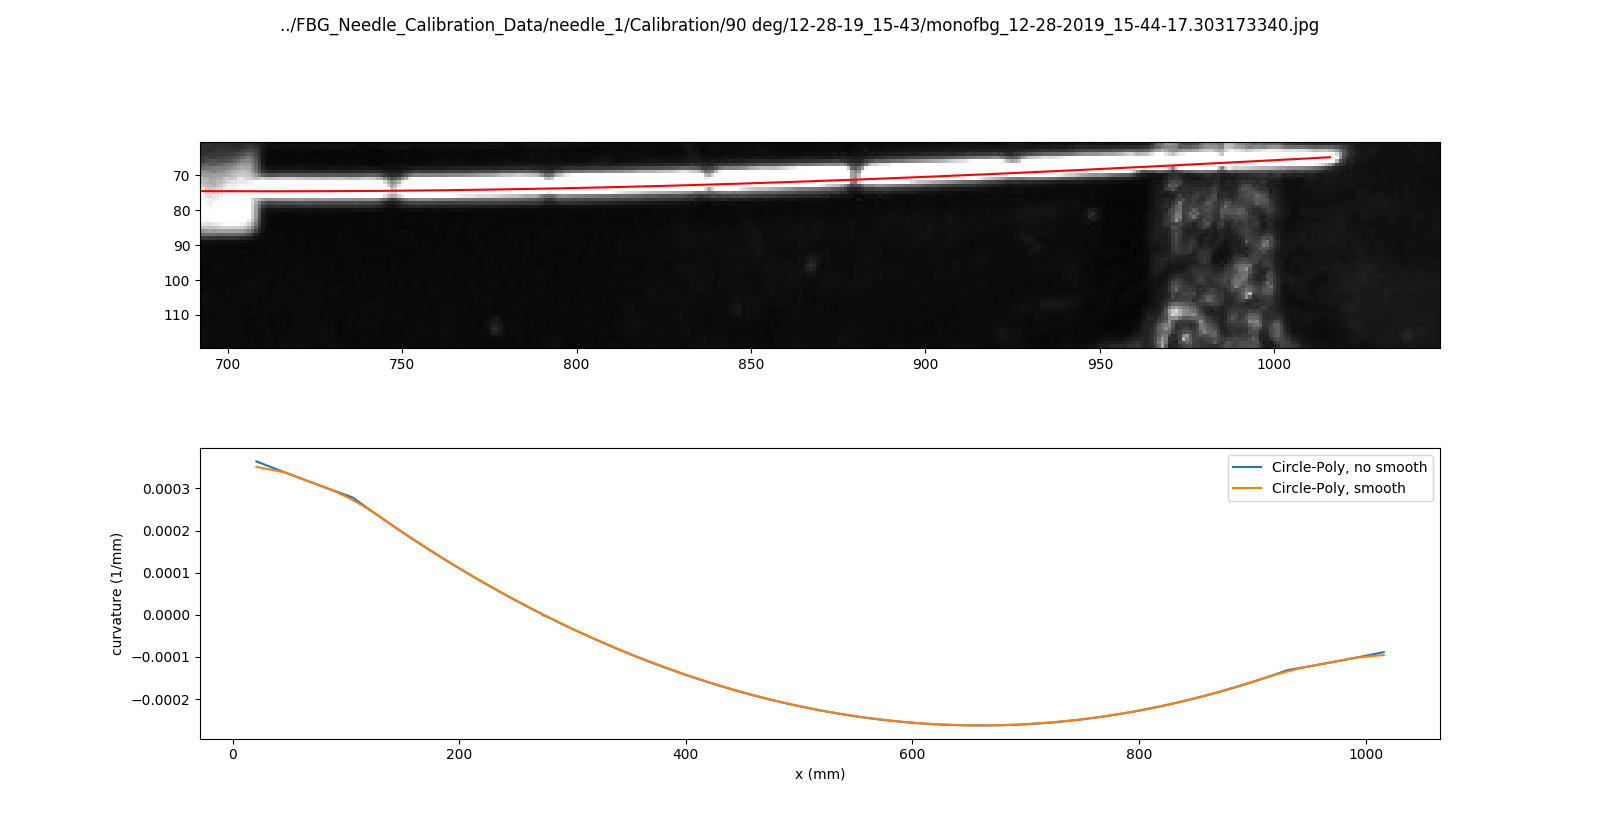 ../FBG_Needle_Calibration_Data/needle_1/Calibration/90 deg/12-28-19_15-43/monofbg_12-28-2019_15-44-17.303173340.jpg
70
80
90
100
110
700 750 800 850 900 950 1000
Circle-Poly, no smooth
Circle-Poly, smooth
0.0003
0.0002
0.0001
0.0000
−0.0001
−0.0002
curvature (1/mm)
0 200 400 600 800 1000
x (mm)